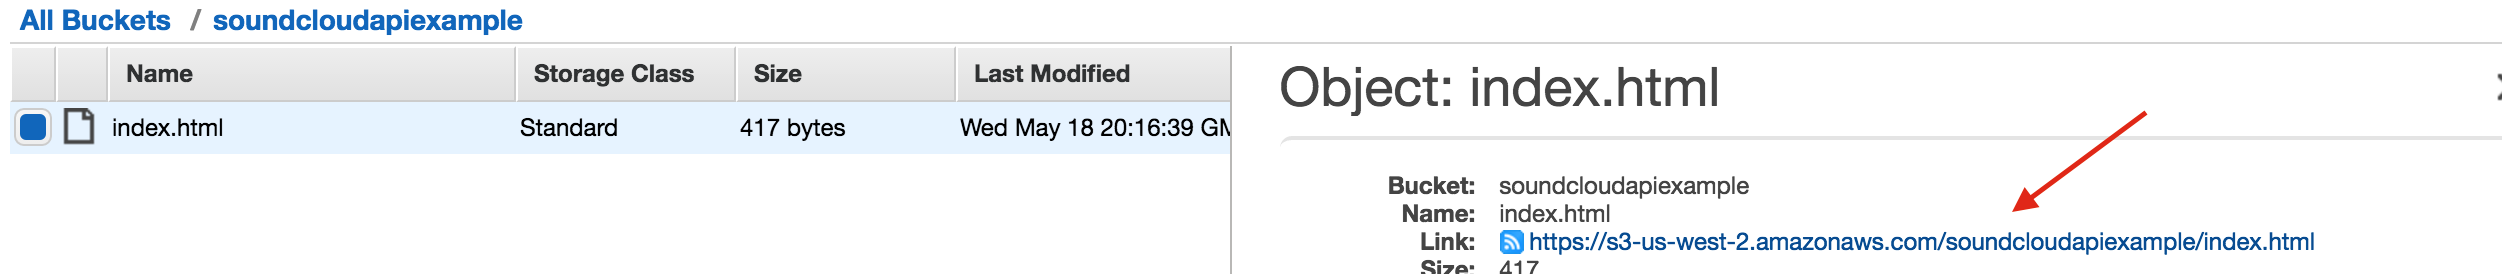 All Buckets / soundcloudapiexample
Name Storage Class Size Last Modified
index.html Standard 417 bytes Wed May 18 20:16:39
Object: index.html
Bucket: soundcloudapiexample
Name: index.html
Link: https://s3-us-west-2.amazonaws.com/soundcloudapiexample/index.html
Size: 417